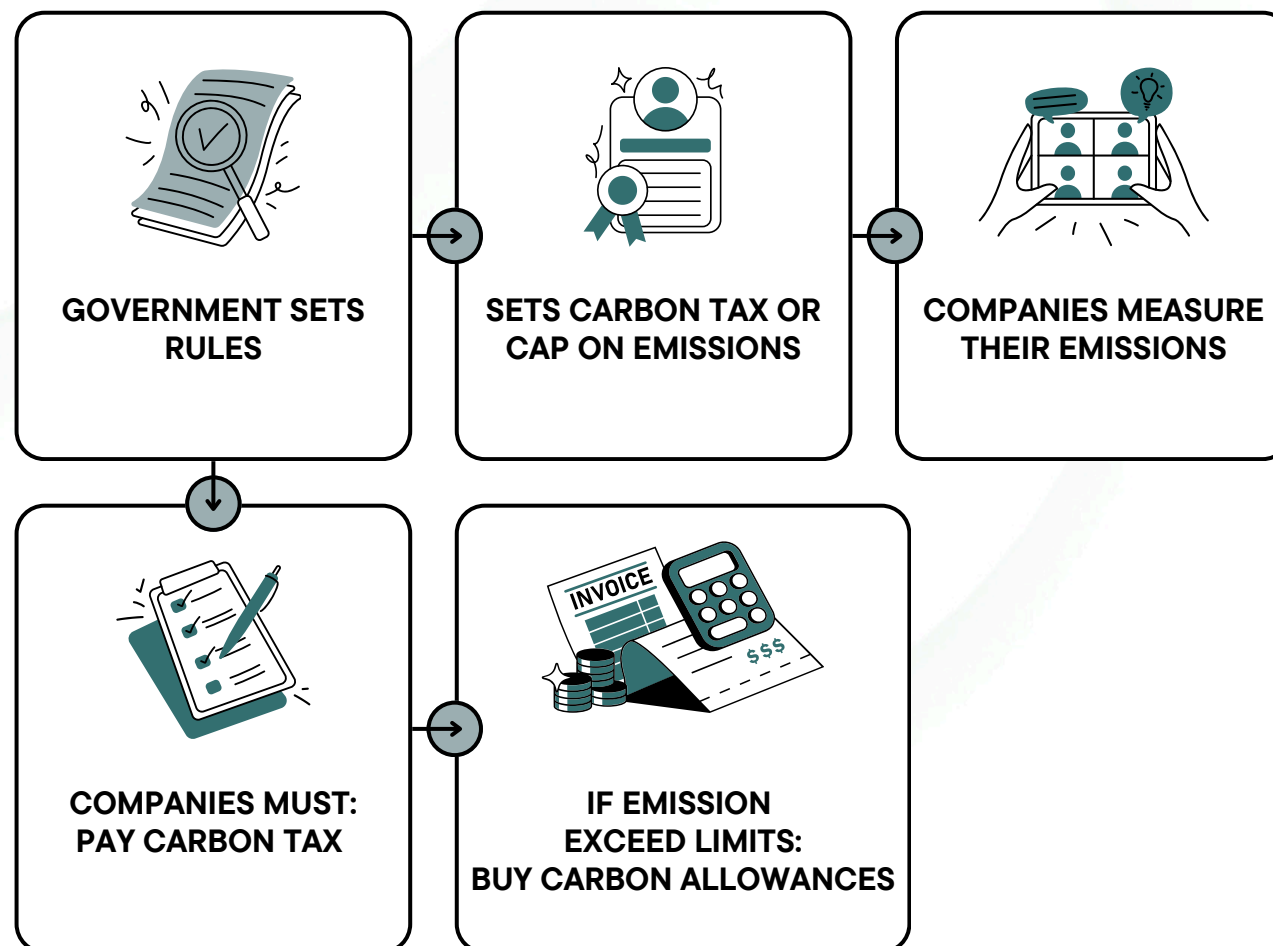 GOVERNMENT SETS
RULES
SETS CARBON TAX OR
CAP ON EMISSIONS
COMPANIES MEASURE
THEIR EMISSIONS
COMPANIES MUST:
PAY CARBON TAX
INVOICE
$$$
IF EMISSION
EXCEED LIMITS:
BUY CARBON ALLOWANCES